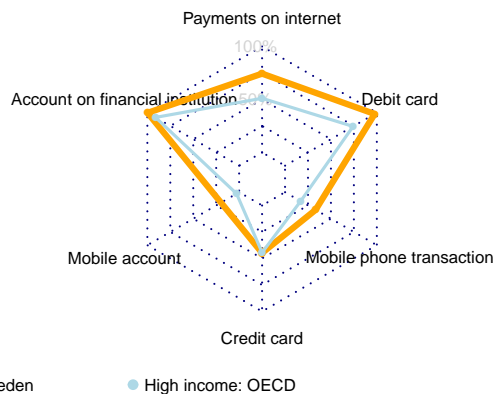 Payments on internet
100%
Account on financial institution
50%
Debit card
Mobile account
Mobile phone transaction
Credit card
eden
High income: OECD